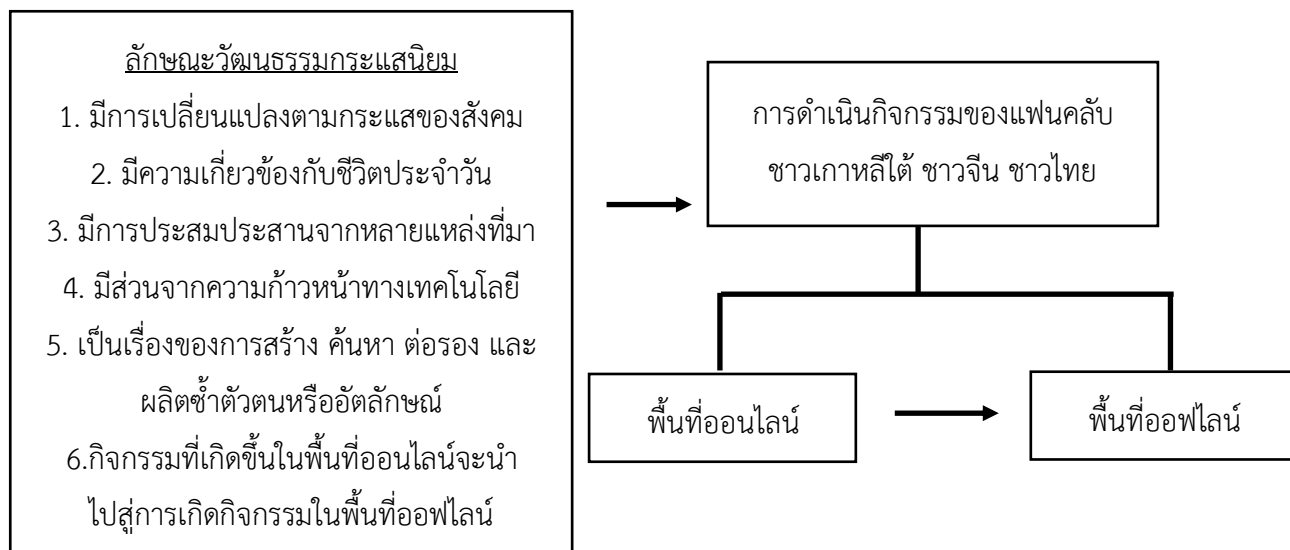 ลักษณะวัฒนธรรมกระแสนิยม
1. มีการเปลี่ยนแปลงตามกระแสของสังคม
2. มีความเกี่ยวข้องกับชีวิตประจำวัน
3. มีการประสมประสานจากหลายแหล่งที่มา
4. มีส่วนจากความก้าวหน้าทางเทคโนโลยี
5. เป็นเรื่องของการสร้าง ค้นหา ต่อรอง และ
ผลิตซ้ำตัวตนหรืออัตลักษณ์
6.กิจกรรมที่เกิดขึ้นในพื้นที่ออนไลน์จะนำ
ไปสู่การเกิดกิจกรรมในพื้นที่ออฟไลน์
การดำเนินกิจกรรมของแฟนคลับ
ชาวเกาหลีใต้ ชาวจีน ชาวไทย
พื้นที่ออนไลน์
พื้นที่ออฟไลน์